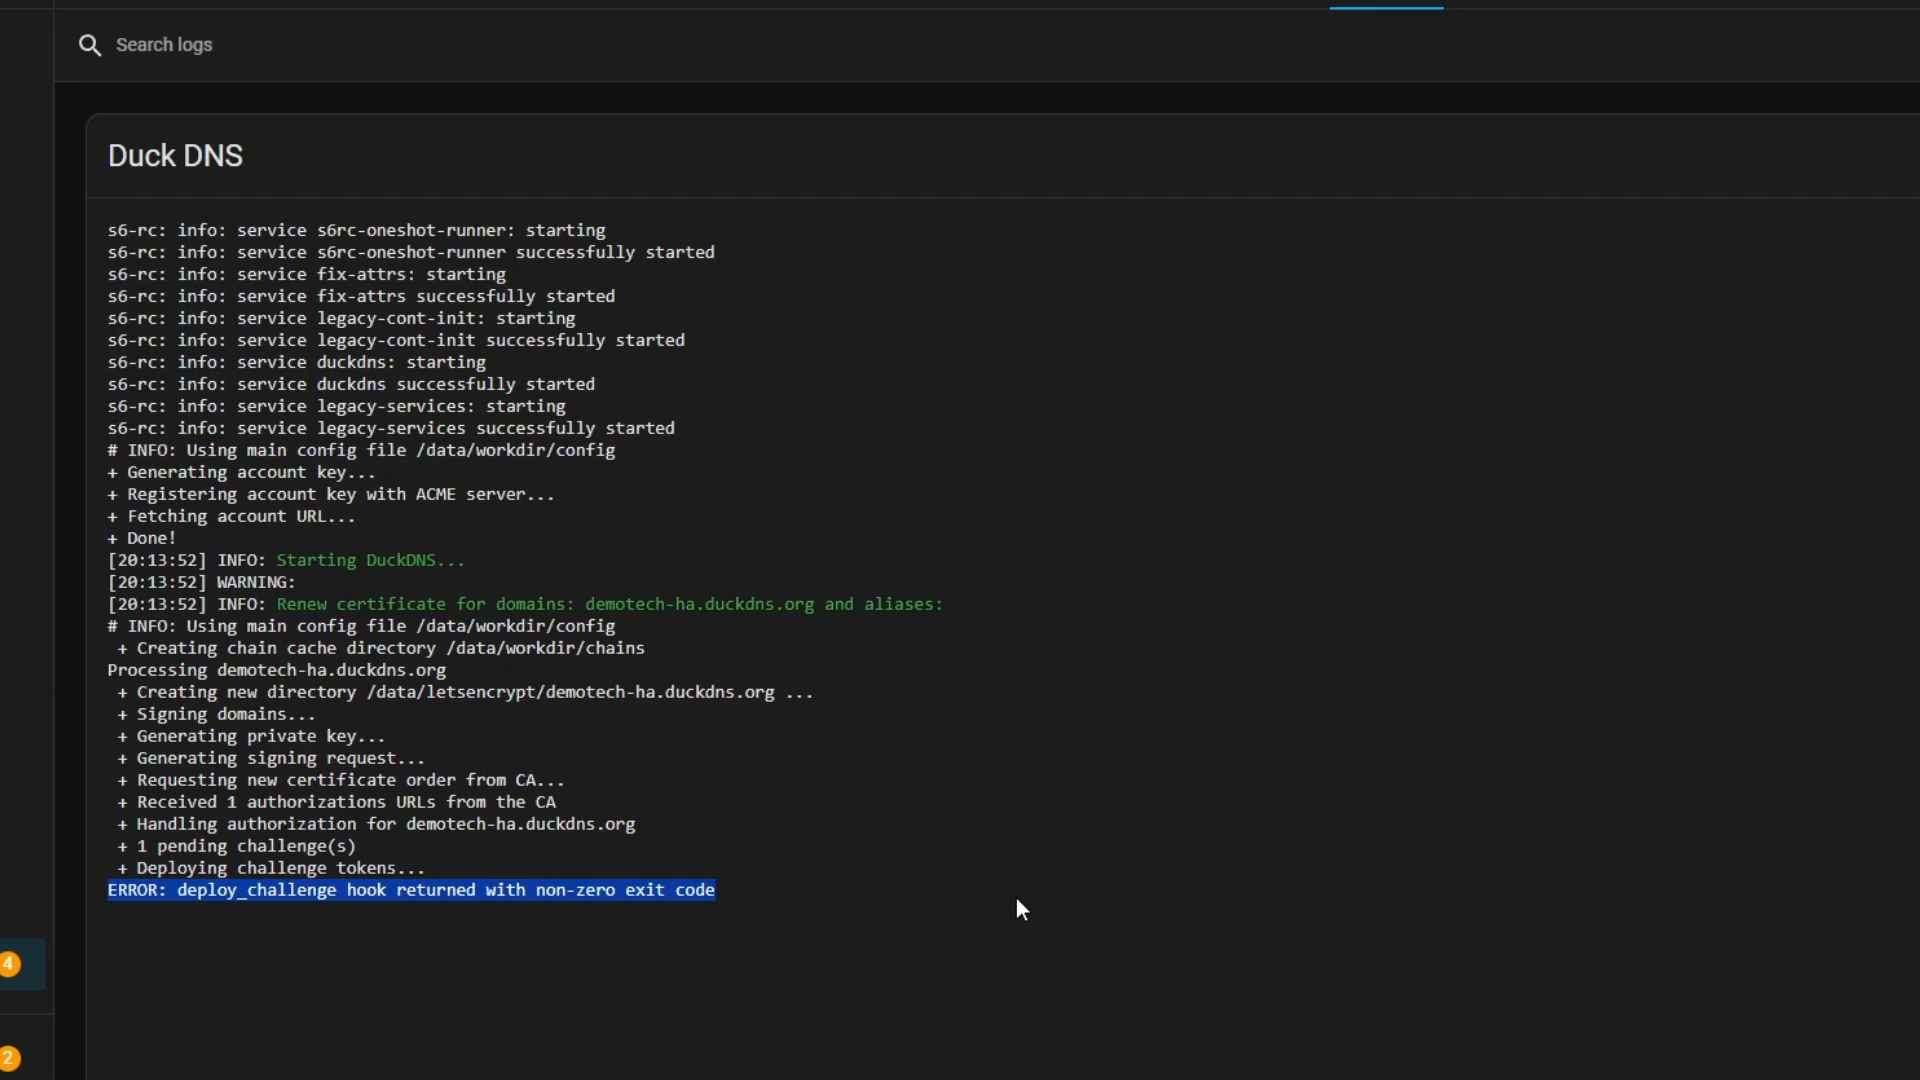 Search logs
Duck DNS
s6-rc: info: service s6rc-oneshot-runner: starting
s6-rc: info: service s6rc-oneshot-runner successfully started
s6-rc: info: service fix-attrs: starting
s6-rc: info: service fix-attrs successfully started
s6-rc: info: service legacy-cont-init: starting
s6-rc: info: service legacy-cont-init successfully started
s6-rc: info: service duckdns: starting
s6-rc: info: service duckdns successfully started
s6-rc: info: service legacy-services: starting
s6-rc: info: service legacy-services successfully started
# INFO: Using main config file /data/workdir/config
+ Generating account key...
+ Registering account key with ACME server...
+ Fetching account URL...
+ Done!
[20:13:52] INFO: Starting DuckDNS...
[20:13:52] WARNING:
[20:13:52] INFO: Renew certificate for domains: demotech-ha.duckdns.org and aliases:
# INFO: Using main config file /data/workdir/config
+ Creating chain cache directory /data/workdir/chains
Processing demotech-ha.duckdns.org
+ Creating new directory /data/letsencrypt/demotech-ha.duckdns.org ...
+ Signing domains...
+ Generating private key...
+ Generating signing request...
+ Requesting new certificate order from CA...
+ Received 1 authorizations URLs from the CA
+ Handling authorization for demotech-ha.duckdns.org
+ 1 pending challenge(s)
+ Deploying challenge tokens...
ERROR: deploy_challenge hook returned with non-zero exit code
4
2